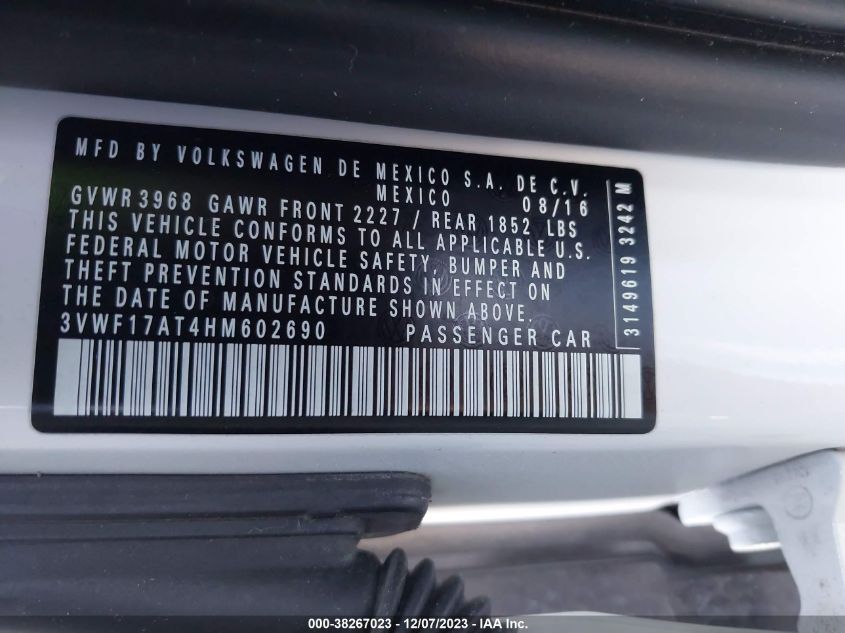 MFD BY VOLKSWAGEN DE MEXICO S.A. DE C.V.
MEXICO 08/16
GVWR 3968 GAWR FRONT 2227 / REAR 1852 LBS
THIS VEHICLE CONFORMS TO ALL APPLICABLE U.S.
FEDERAL MOTOR VEHICLE SAFETY, BUMPER AND
THEFT PREVENTION STANDARDS IN EFFECT ON
THE DATE OF MANUFACTURE SHOWN ABOVE.
3VWF17AT4HM602690 PASSENGER CAR
3149619 3242 M
000-38267023 - 12/07/2023 - © IAA Inc.